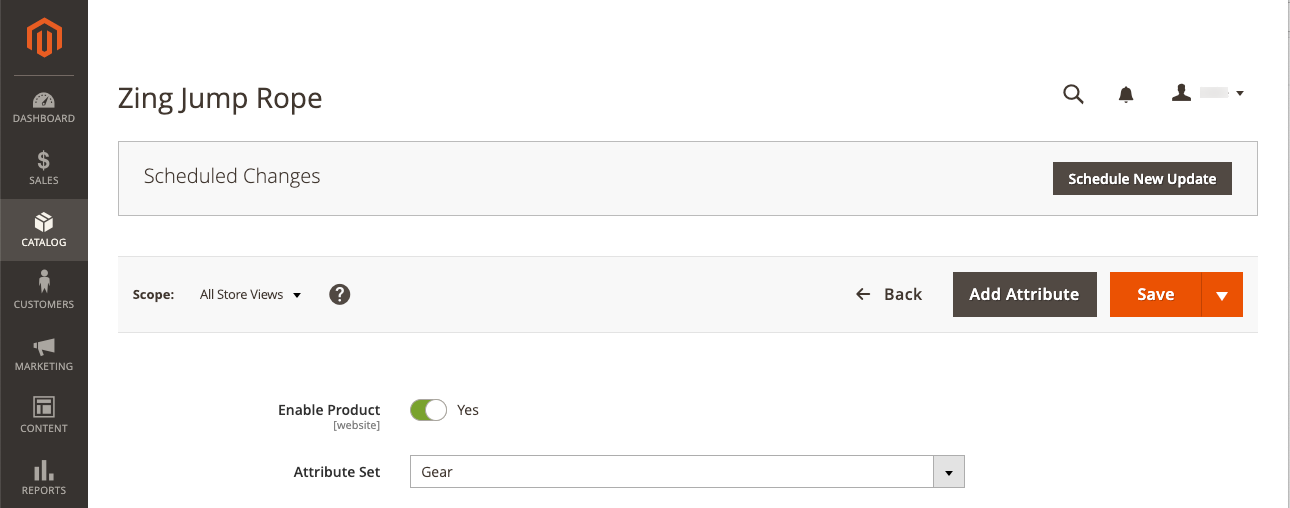 Zing Jump Rope
DASHBOARD
SALES
CATALOG
CUSTOMERS
MARKETING
CONTENT
REPORTS
Scheduled Changes
Schedule New Update
Scope: All Store Views ?
Back
Add Attribute
Save
Enable Product Yes
[website]
Attribute Set Gear